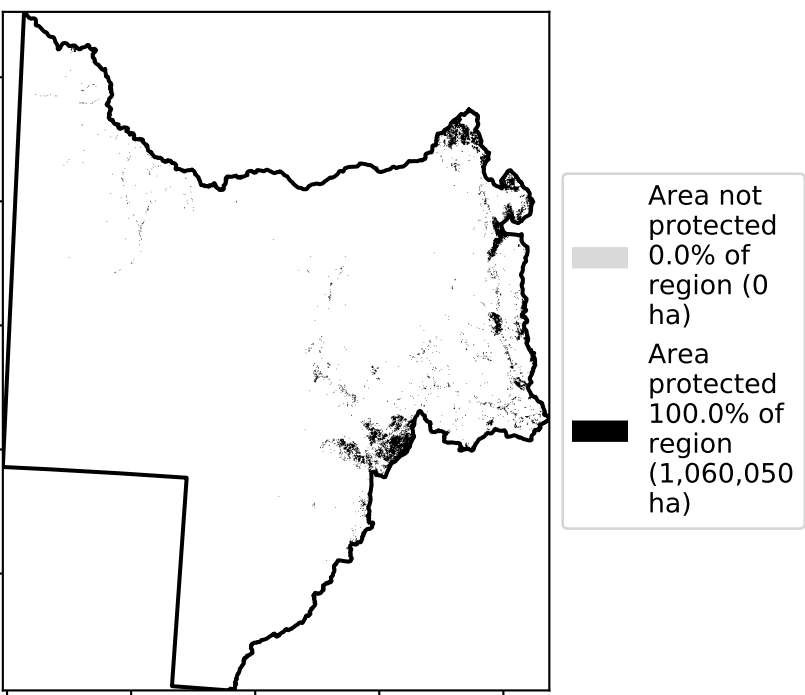 Area not
protected
0.0% of
region (0
ha)
Area
protected
100.0% of
region
(1,060,050
ha)